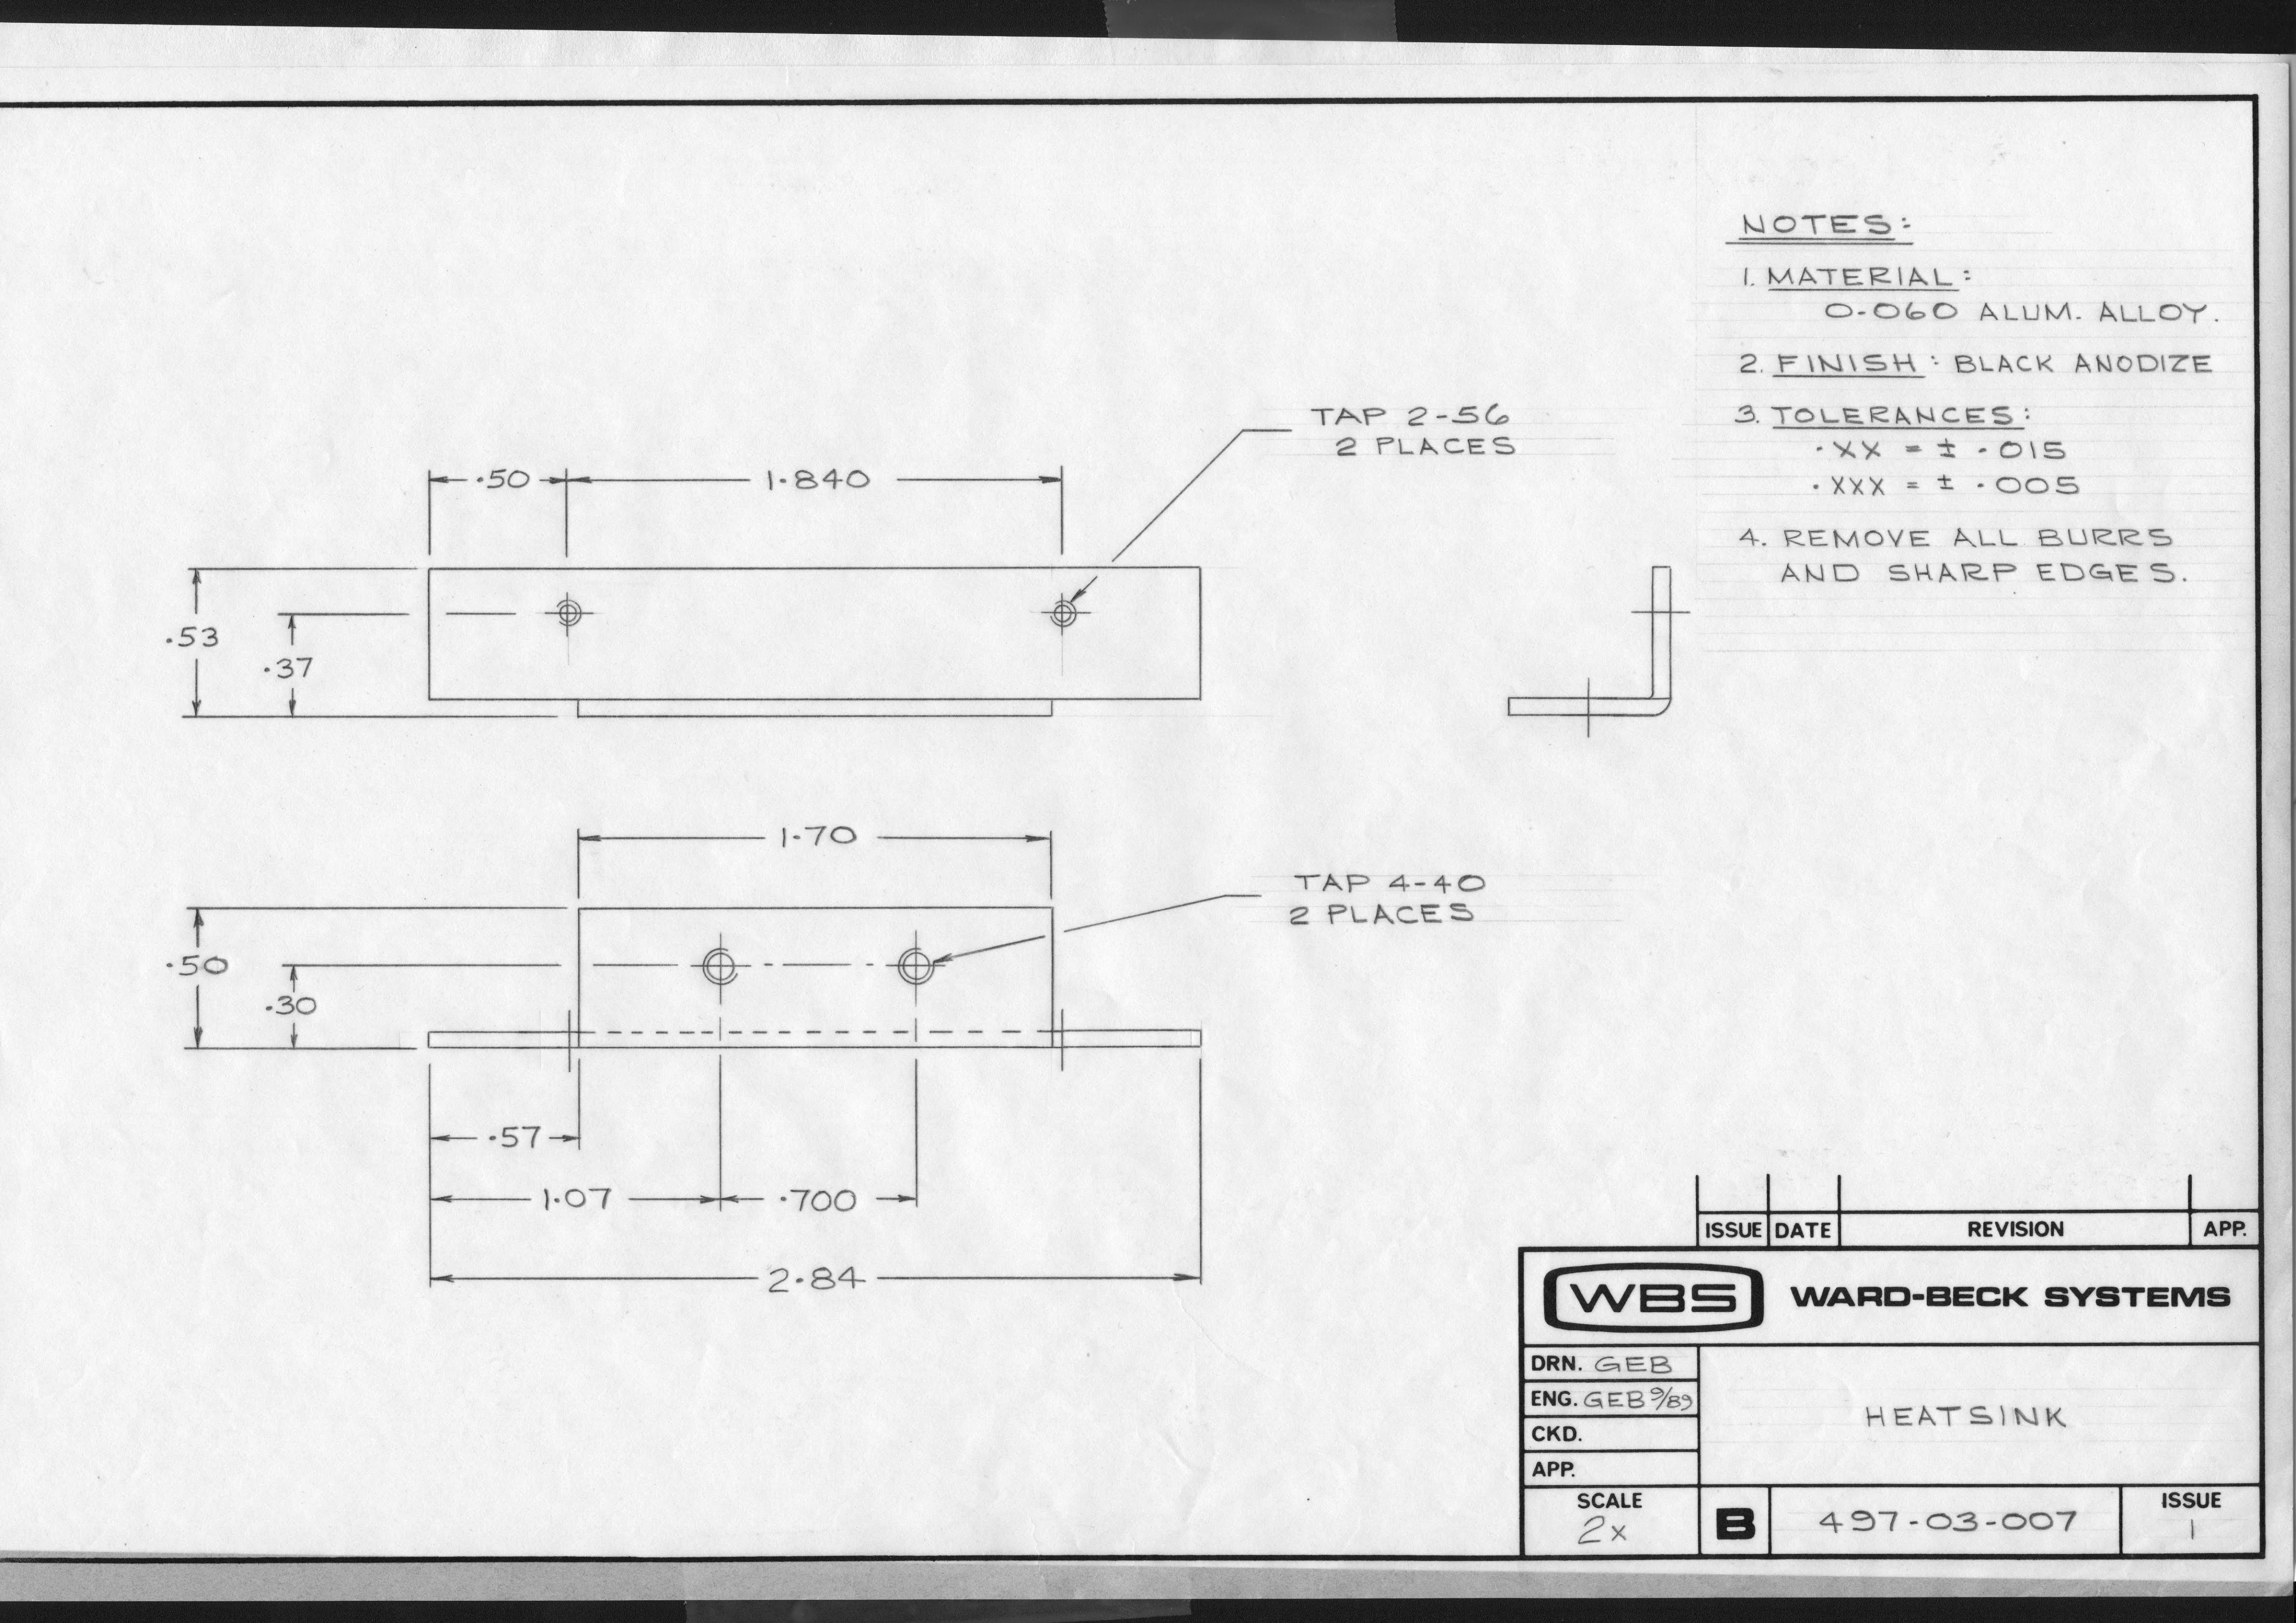 NOTES:
1. MATERIAL:
0.060 ALUM. ALLOY.
2. FINISH: BLACK ANODIZE
3. TOLERANCES:
.XX = ± .015
.XXX = ± .005
4. REMOVE ALL BURRS
AND SHARP EDGES.
TAP 2-56
2 PLACES
.50
1.840
.53
.37
1.70
TAP 4-40
2 PLACES
.50
.30
.57
1.07
.700
2.84
ISSUE DATE REVISION APP.
WBS WARD-BECK SYSTEMS
DRN. GEB
ENG. GEB 9/89
CKD.
APP.
HEATSINK
SCALE
2x
B
497-03-007
ISSUE
1